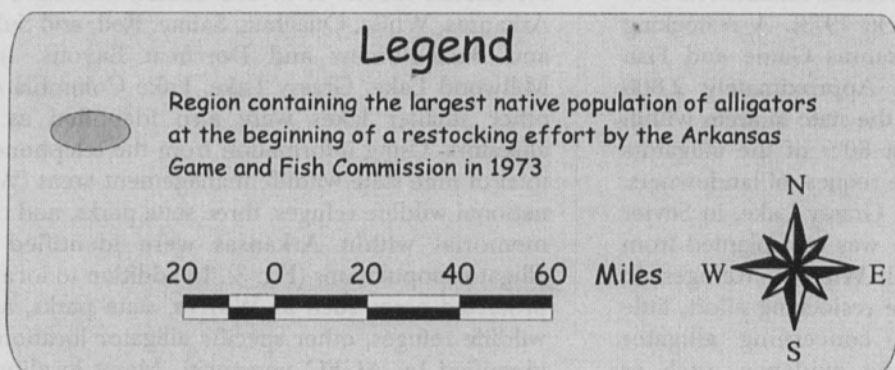 Legend
Region containing the largest native population of alligators
at the beginning of a restocking effort by the Arkansas
Game and Fish Commission in 1973
N
20 0 20 40 60 Miles W E
S